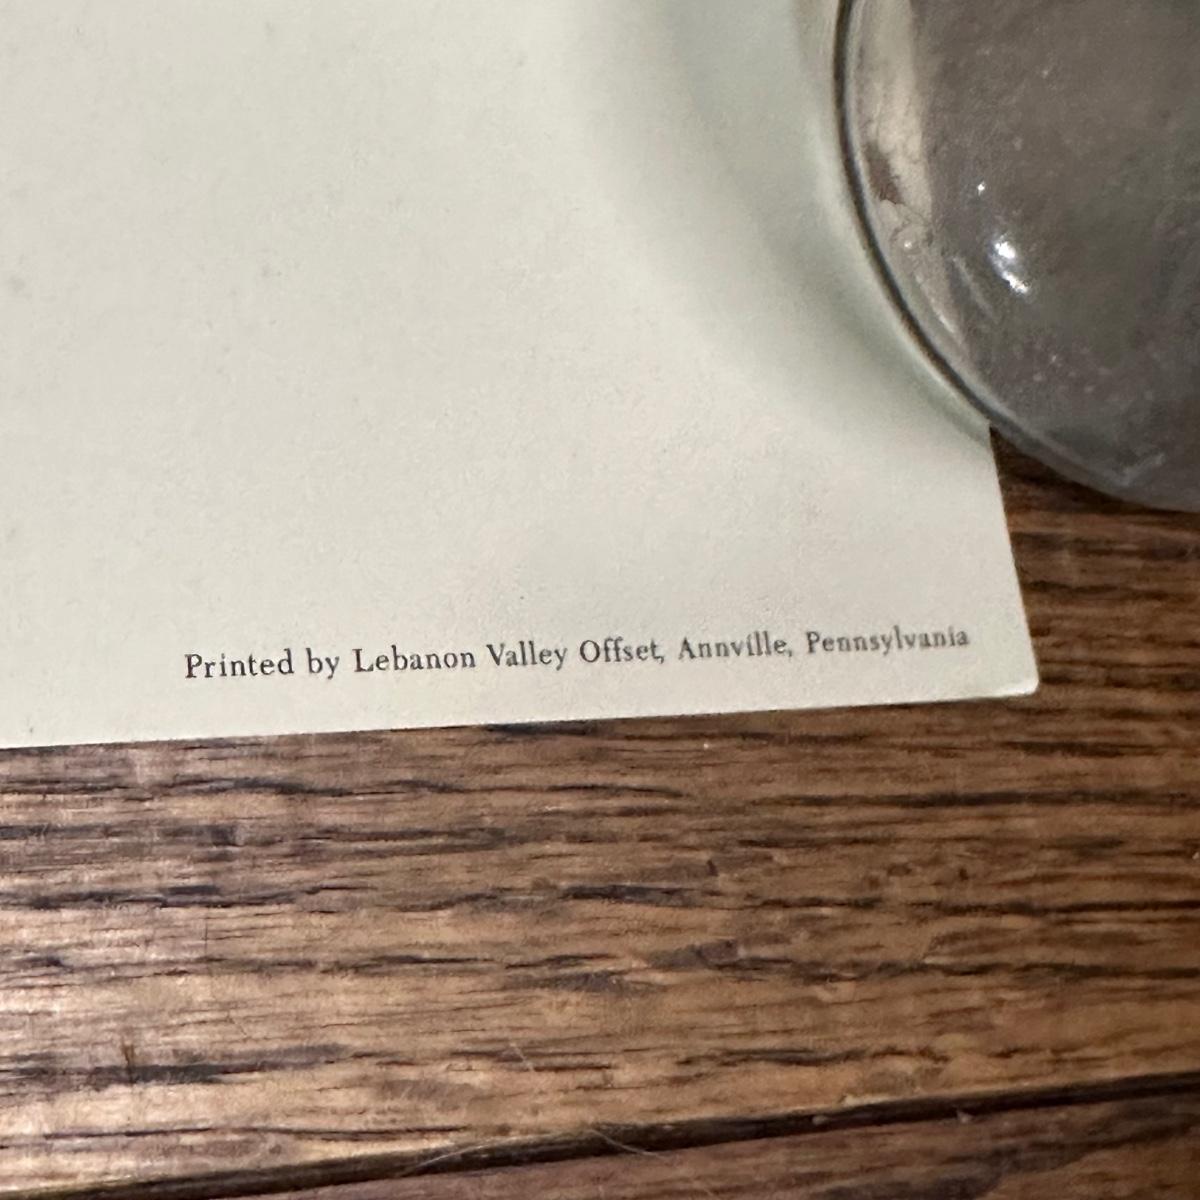 Printed by Lebanon Valley Offset, Annville, Pennsylvania